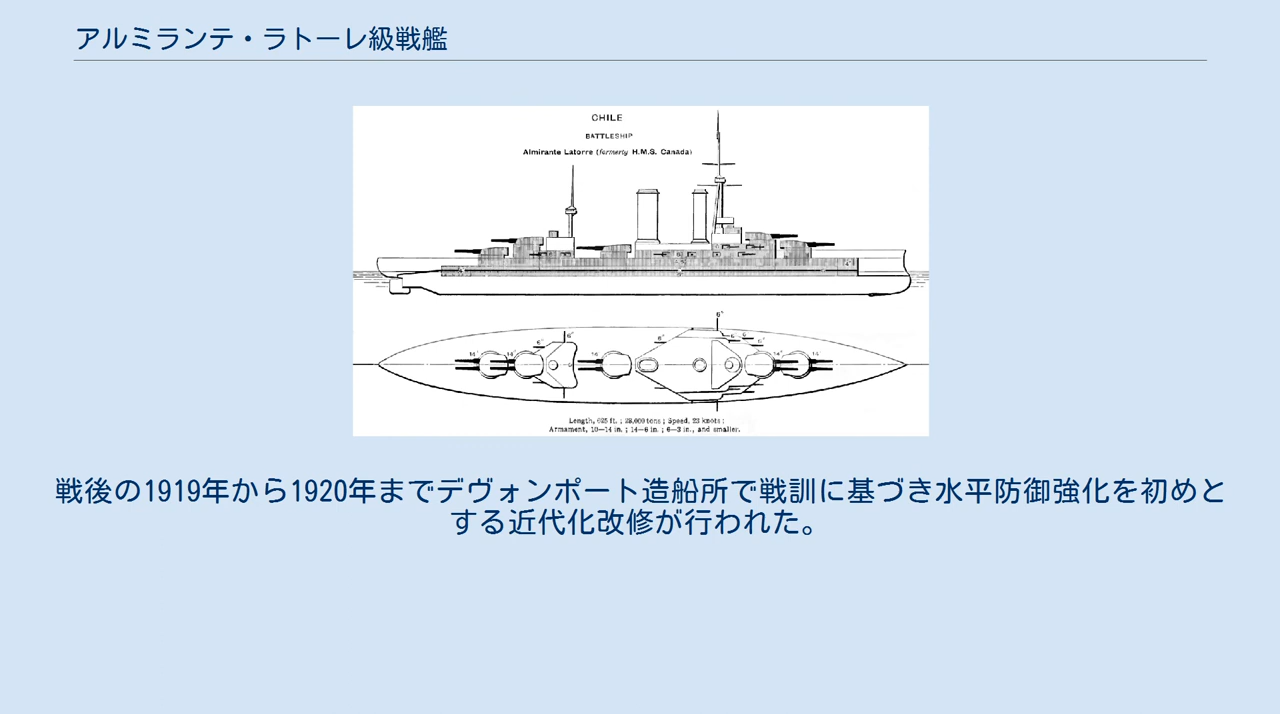 アルミランテ・ラトーレ級戦艦
CHILE
BATTLESHIP
Almirante Latorre (formerly H.M.S. Canada)
Length, 625 ft. ; 28,000 tons ; Speed, 23 knots ;
Armament, 10—14 in. ; 14—6 in. ; 6—3 in., and smaller.
戦後の1919年から1920年までデヴォンポート造船所で戦訓に基づき水平防御強化を初めと
する近代化改修が行われた。